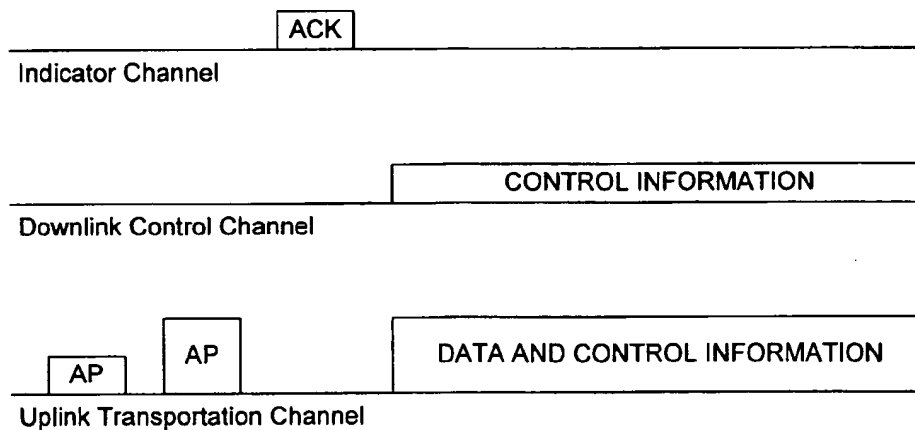 ACK
Indicator Channel
CONTROL INFORMATION
Downlink Control Channel
AP
AP
DATA AND CONTROL INFORMATION
Uplink Transportation Channel